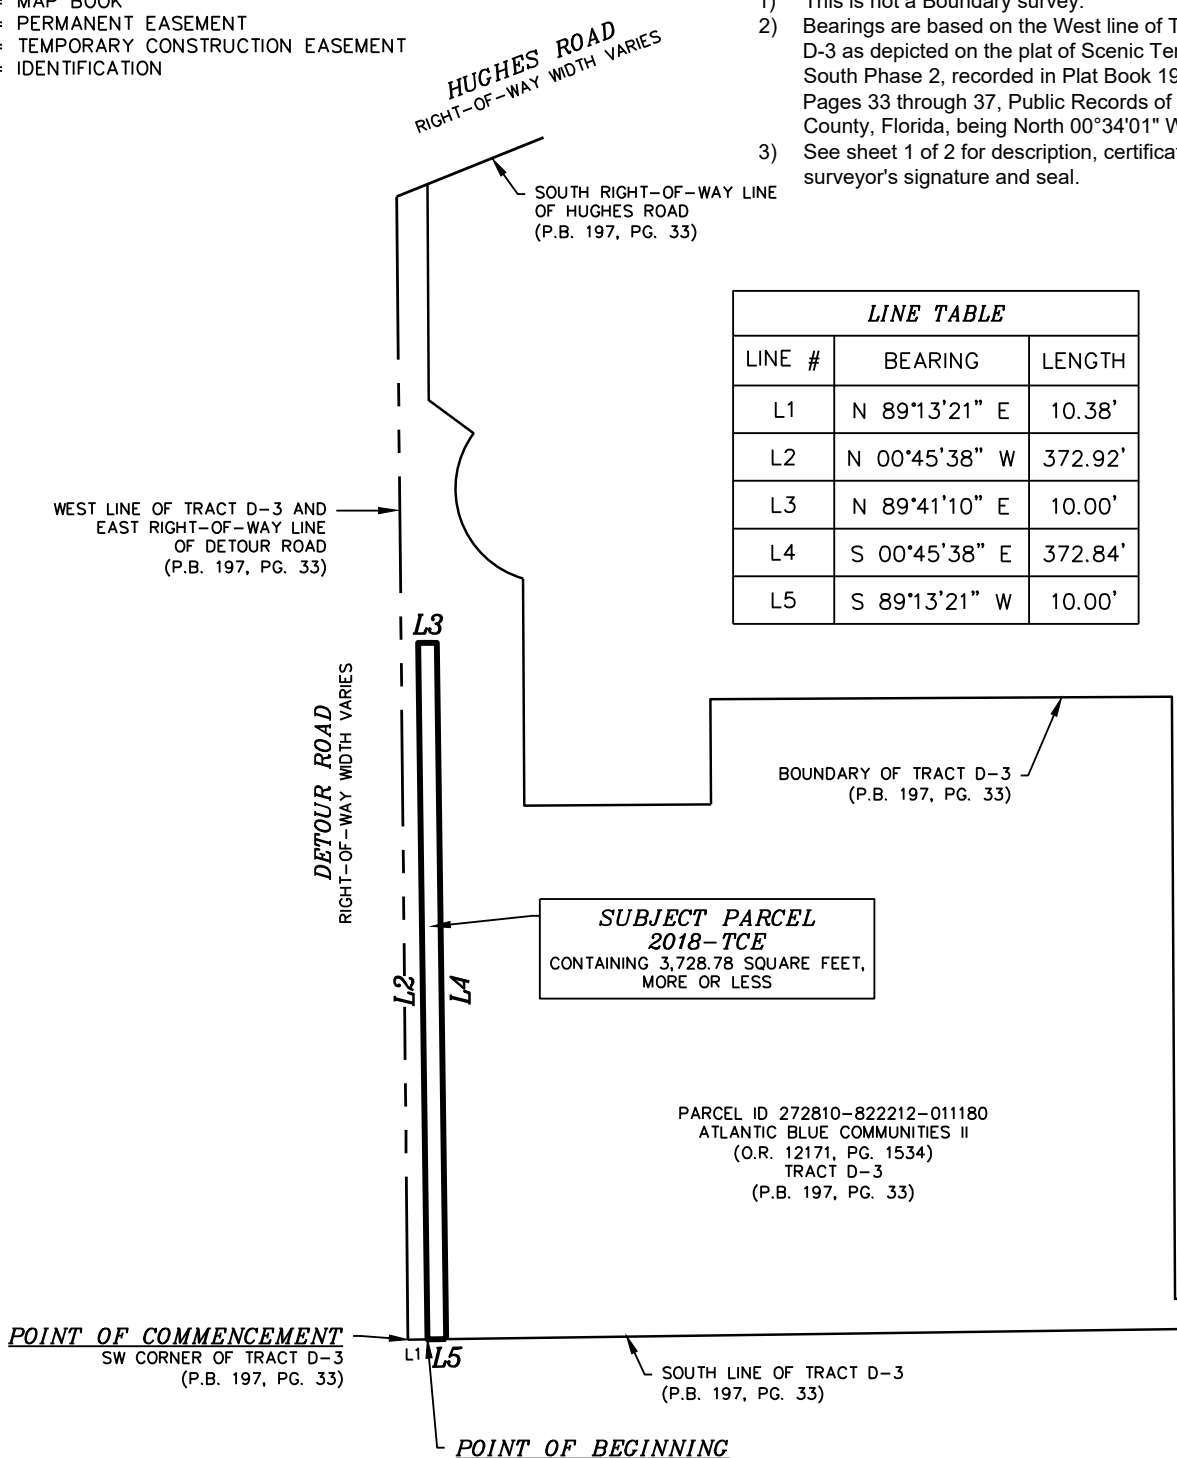 = MAP BOOK
= PERMANENT EASEMENT
= TEMPORARY CONSTRUCTION EASEMENT
= IDENTIFICATION
1) This is not a Boundary survey.
2) Bearings are based on the West line of
D-3 as depicted on the plat of Scenic
South Phase 2, recorded in Plat Book
Pages 33 through 37, Public Records of
County, Florida, being North 00°34'01" W
3) See sheet 1 of 2 for description,
surveyor's signature and seal.
HUGHES ROAD
RIGHT-OF-WAY WIDTH VARIES
SOUTH RIGHT-OF-WAY LINE
OF HUGHES ROAD
(P.B. 197, PG. 33)
LINE TABLE
LINE # BEARING LENGTH
L1 N 89°13'21" E 10.38'
L2 N 00°45'38" W 372.92'
L3 N 89°41'10" E 10.00'
L4 S 00°45'38" E 372.84'
L5 S 89°13'21" W 10.00'
WEST LINE OF TRACT D-3 AND
EAST RIGHT-OF-WAY LINE
OF DETOUR ROAD
(P.B. 197, PG. 33)
L3
DETOUR ROAD
RIGHT-OF-WAY WIDTH VARIES
BOUNDARY OF TRACT D-3
(P.B. 197, PG. 33)
SUBJECT PARCEL
2018-TCE
CONTAINING 3,728.78 SQUARE FEET,
MORE OR LESS
L2
L4
PARCEL ID 272810-822212-011180
ATLANTIC BLUE COMMUNITIES II
(O.R. 12171, PG. 1534)
TRACT D-3
(P.B. 197, PG. 33)
POINT OF COMMENCEMENT
SW CORNER OF TRACT D-3
(P.B. 197, PG. 33)
L1
L5
SOUTH LINE OF TRACT D-3
(P.B. 197, PG. 33)
POINT OF BEGINNING